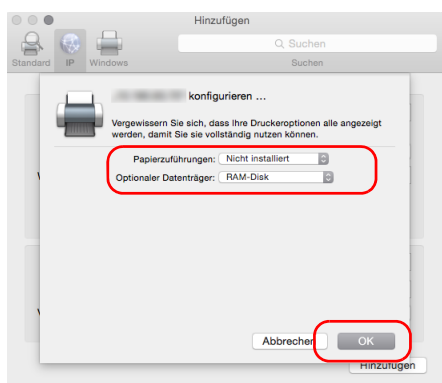 Hinzufügen
Suchen
Standard IP Windows Suchen
konfigurieren ...
Vergewissern Sie sich, dass Ihre Druckeroptionen alle angezeigt
werden, damit Sie sie vollständig nutzen können.
Papierzuführungen: Nicht installiert
Optionaler Datenträger: RAM-Disk
Abbrechen OK
Hinzufügen